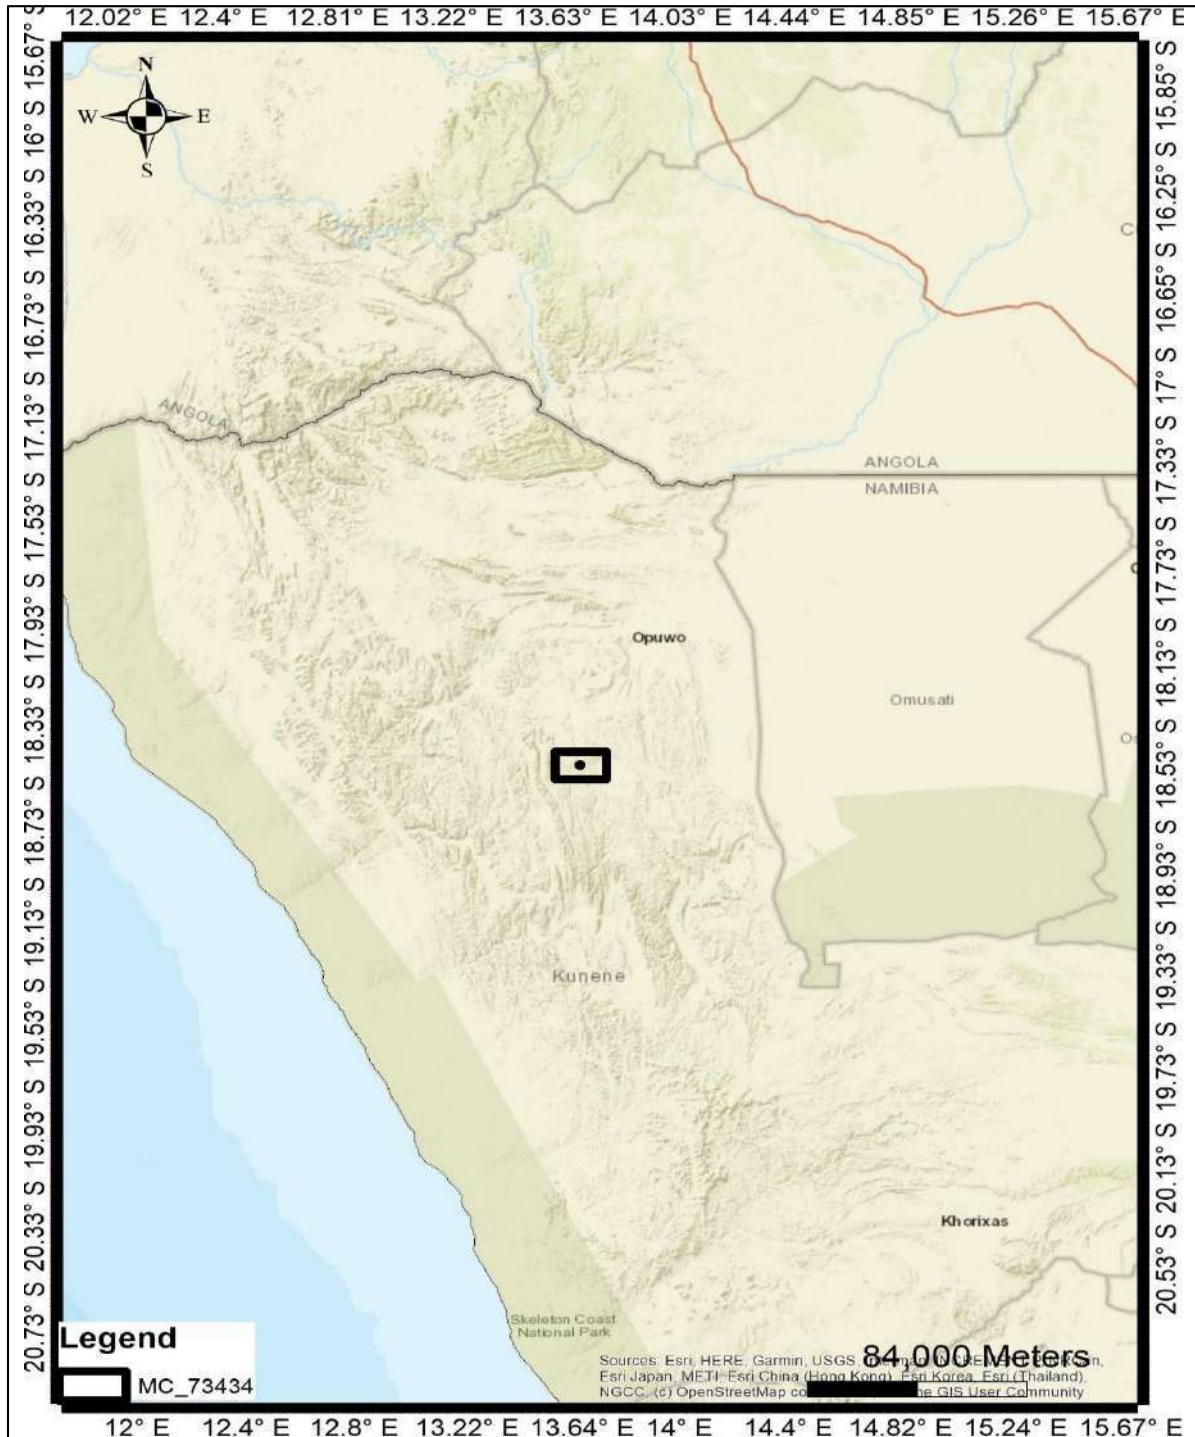 12.02° E 12.4° E 12.81° E 13.22° E 13.63° E 14.03° E 14.44° E 14.85° E 15.26° E 15.67° E
15.67° S
16° S
16.33° S
16.73° S
17.13° S
17.53° S
17.93° S
18.33° S
18.73° S
19.13° S
19.53° S
19.93° S
20.33° S
20.73° S
15.85° S
16.25° S
16.65° S
17° S
17.33° S
17.73° S
18.13° S
18.53° S
18.93° S
19.33° S
19.73° S
20.13° S
20.53° S
N
W E
S
ANGOLA
ANGOLA
NAMIBIA
Opuwo
Omusati
Kunene
Khorixas
Skeleton Coast
National Park
Legend
MC_73434
84,000 Meters
Sources: Esri, HERE, Garmin, USGS,
Esri Japan, METI, Esri China (Hong Kong), Esri Korea, Esri (Thailand),
NGCC, (c) OpenStreetMap GIS User Community
12° E 12.4° E 12.8° E 13.22° E 13.64° E 14° E 14.4° E 14.82° E 15.24° E 15.67° E